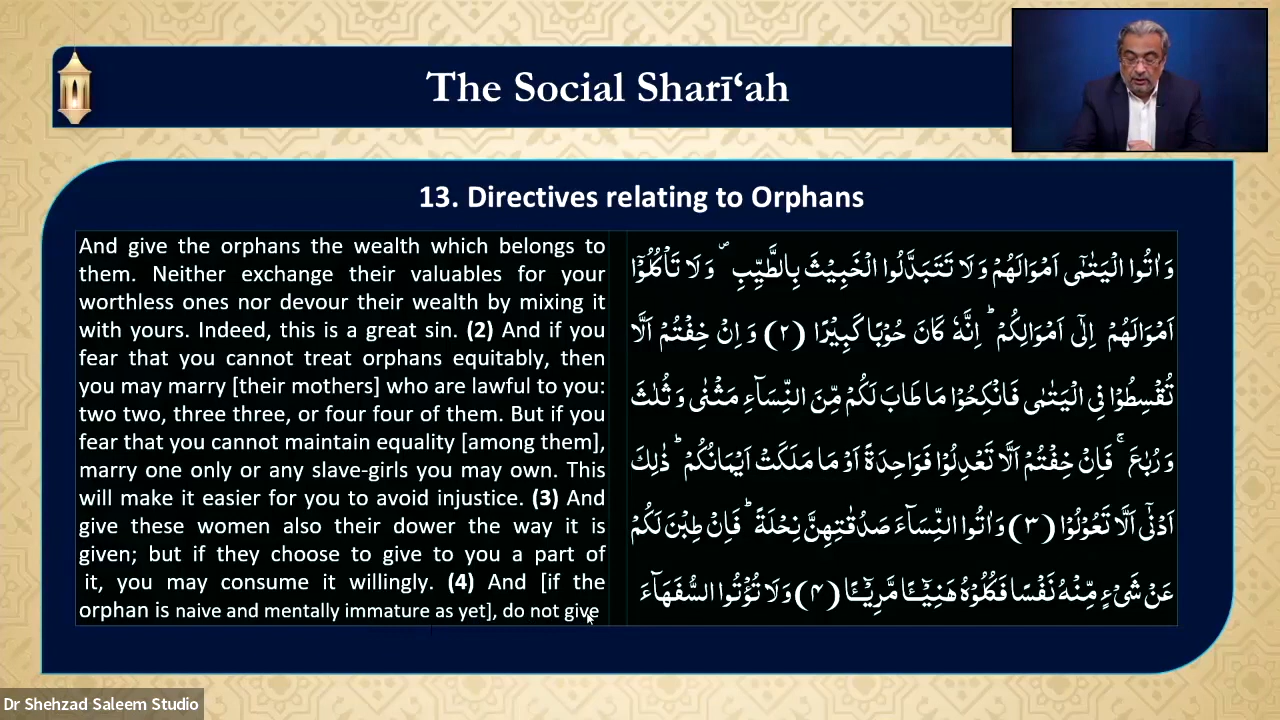 The Social Sharī‘ah
13. Directives relating to Orphans
And give the orphans the wealth which belongs to
them. Neither exchange their valuables for your
worthless ones nor devour their wealth by mixing it
with yours. Indeed, this is a great sin. (2) And if you
fear that you cannot treat orphans equitably, then
you may marry [their mothers] who are lawful to you:
two two, three three, or four four of them. But if you
fear that you cannot maintain equality [among them],
marry one only or any slave-girls you may own. This
will make it easier for you to avoid injustice. (3) And
give these women also their dower the way it is
given; but if they choose to give to you a part of
it, you may consume it willingly. (4) And [if the
orphan is naive and mentally immature as yet], do not give
وَ اٰتُوا الۡیَتٰمٰۤی اَمۡوَالَہُمۡ وَ لَا تَتَبَدَّلُوا الۡخَبِیۡثَ بِالطَّیِّبِ ۪ وَ لَا تَاۡکُلُوۡۤا
اَمۡوَالَہُمۡ اِلٰۤی اَمۡوَالِکُمۡ ؕ اِنَّہٗ کَانَ حُوۡبًا کَبِیۡرًا (۲) وَ اِنۡ خِفۡتُمۡ اَلَّا
تُقۡسِطُوۡا فِی الۡیَتٰمٰی فَانۡکِحُوۡا مَا طَابَ لَکُمۡ مِّنَ النِّسَآءِ مَثۡنٰی وَ ثُلٰثَ
وَ رُبٰعَ ۚ فَاِنۡ خِفۡتُمۡ اَلَّا تَعۡدِلُوۡا فَوَاحِدَۃً اَوۡ مَا مَلَکَتۡ اَیۡمَانُکُمۡ ؕ ذٰلِکَ
اَدۡنٰۤی اَلَّا تَعُوۡلُوۡا (۳) وَ اٰتُوا النِّسَآءَ صَدُقٰتِہِنَّ نِحۡلَۃً ؕ فَاِنۡ طِبۡنَ لَکُمۡ
عَنۡ شَیۡءٍ مِّنۡہُ نَفۡسًا فَکُلُوۡہُ ہَنِیۡٓــًٔا مَّرِیۡٓــًٔا (۴) وَ لَا تُؤۡتُوا السُّفَہَآءَ
Dr Shehzad Saleem Studio